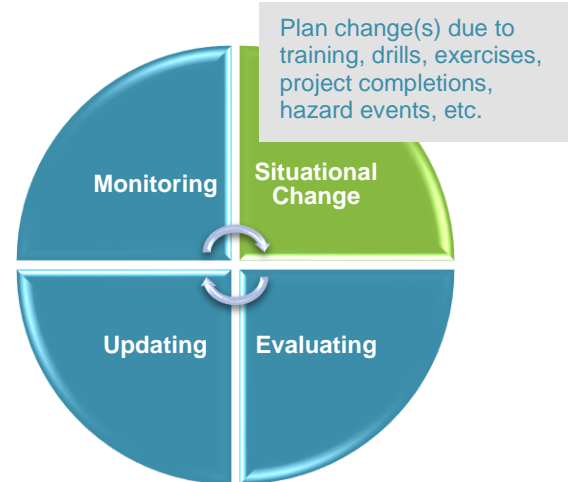 Plan change(s) due to
training, drills, exercises,
project completions,
hazard events, etc.
Monitoring
Situational
Change
Updating
Evaluating